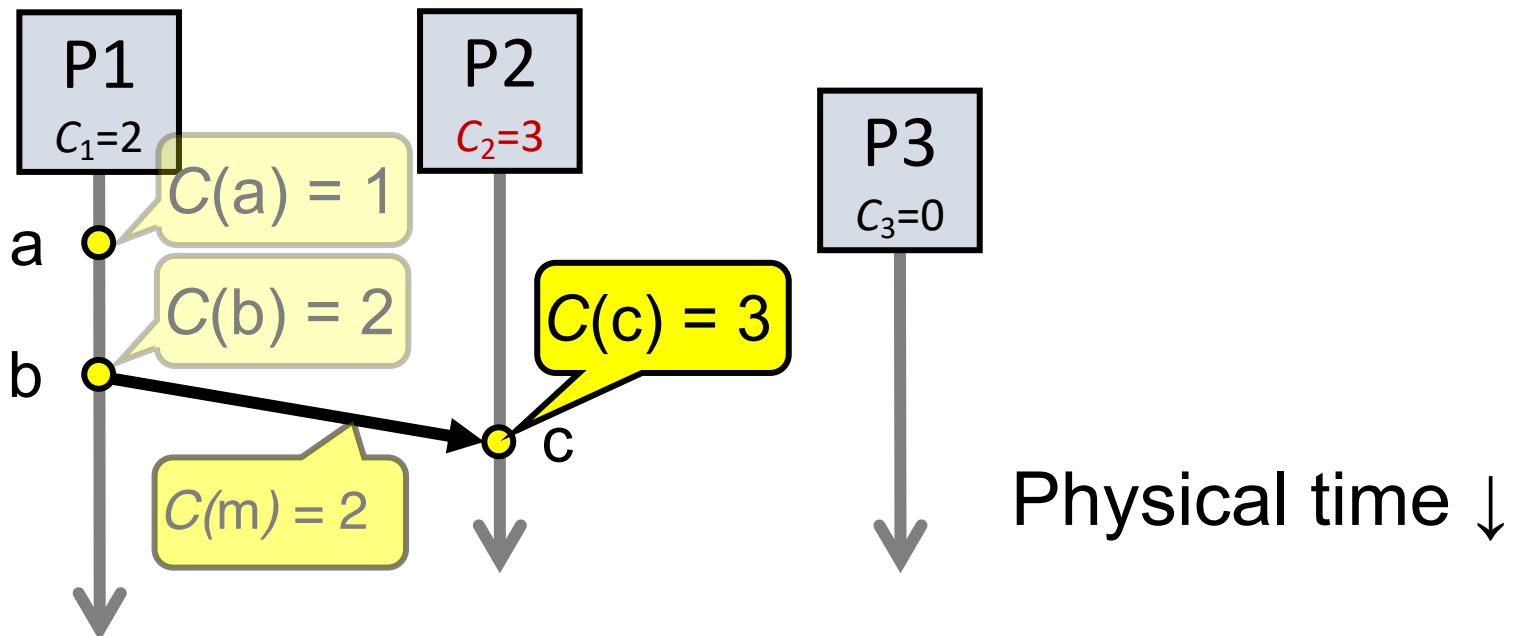 P1
C₁=2
P2
C₂=3
P3
C₃=0
C(a) = 1
a
C(b) = 2
b
C(c) = 3
c
C(m) = 2
Physical time ↓